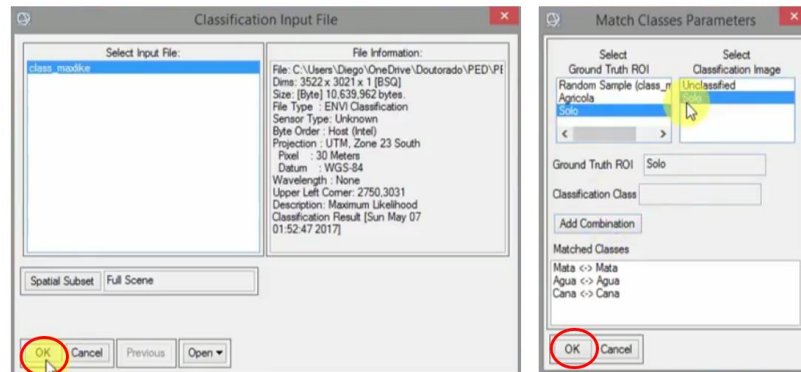 Classification Input File
Select Input File:
class_maxlike
File Information:
File: C:\Users\Diego\OneDrive\Doutorado\PED\PE
Dims: 3522 x 3021 x 1 [BSQ]
Size: [Byte] 10,639,962 bytes.
File Type : ENVI Classification
Sensor Type: Unknown
Byte Order : Host (Intel)
Projection : UTM, Zone 23 South
Pixel : 30 Meters
Datum : WGS-84
Wavelength : None
Upper Left Corner: 2750,3031
Description: Maximum Likelihood
Classification Result [Sun May 07
01:52:47 2017]
Spatial Subset Full Scene
OK Cancel Previous Open
Match Classes Parameters
Select
Ground Truth ROI
Random Sample (class_m
Agricola
Solo
Select
Classification Image
Unclassified
Solo
Ground Truth ROI Solo
Classification Class
Add Combination
Matched Classes
Mata <-> Mata
Agua <-> Agua
Cana <-> Cana
OK Cancel